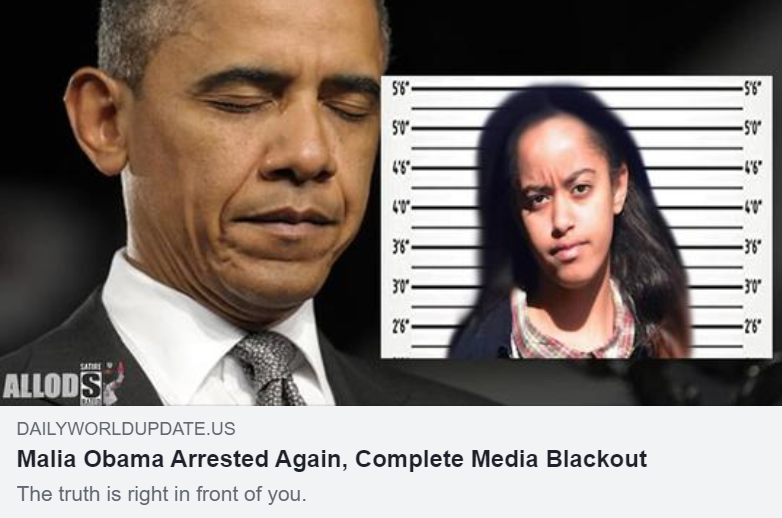 5'6" 5'6"
5'0" 5'0"
4'6" 4'6"
4'0" 4'0"
3'6" 3'6"
3'0" 3'0"
2'6" 2'6"
SATIRE
ALLOD S
DAILYWORLDUPDATE.US
Malia Obama Arrested Again, Complete Media Blackout
The truth is right in front of you.